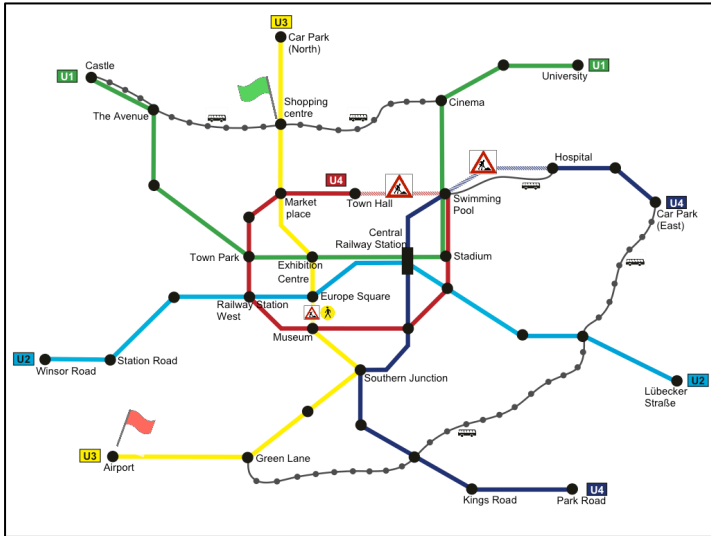 U3
Car Park
(North)
Castle
U1
U1
University
The Avenue
Shopping
centre
Cinema
Hospital
U4
Market
place
Town Hall
Swimming
Pool
U4
Car Park
(East)
Central
Railway Station
Town Park
Exhibition
Centre
Stadium
Railway Station
West
Europe Square
Museum
U2
Winsor Road
Station Road
Southern Junction
U2
Lübecker
Straße
U3
Airport
Green Lane
Kings Road
Park Road
U4